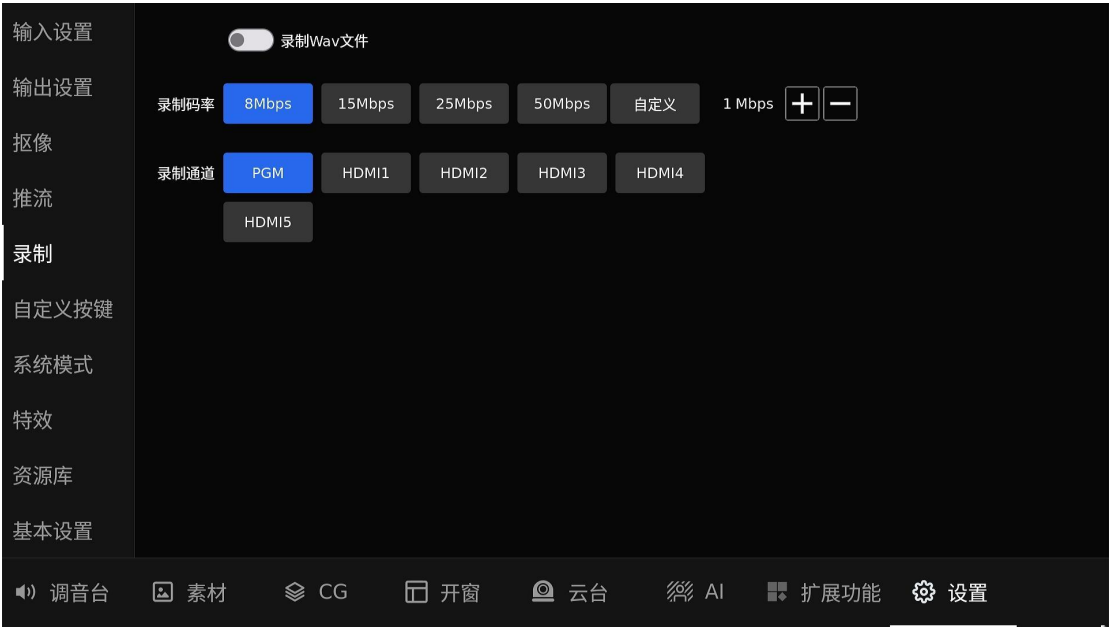 输入设置
输出设置
抠像
推流
录制
自定义按键
系统模式
特效
资源库
基本设置
录制Wav文件
录制码率 8Mbps 15Mbps 25Mbps 50Mbps 自定义 1 Mbps
录制通道 PGM HDMI1 HDMI2 HDMI3 HDMI4
HDMI5
调音台 素材 CG 开窗 云台 AI 扩展功能 设置